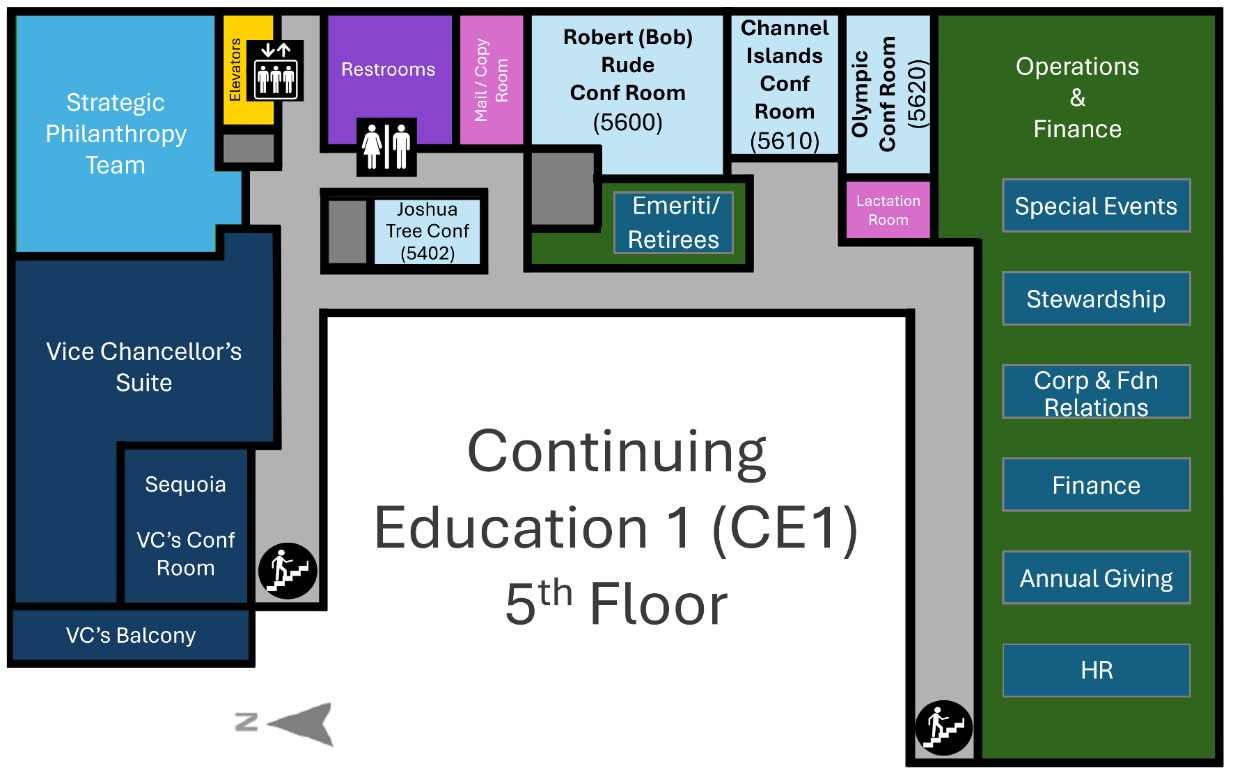 Strategic
Philanthropy
Team
Elevators
Restrooms
Mail / Copy
Room
Robert (Bob)
Rude
Conf Room
(5600)
Channel
Islands
Conf
Room
(5610)
Olympic
Conf Room
(5620)
Operations
&
Finance
Joshua
Tree Conf
(5402)
Emeriti/
Retirees
Lactation
Room
Special Events
Stewardship
Corp & Fdn
Relations
Finance
Annual Giving
HR
Vice Chancellor's
Suite
Sequoia
VC's Conf
Room
VC's Balcony
Continuing
Education 1 (CE1)
5th Floor
N